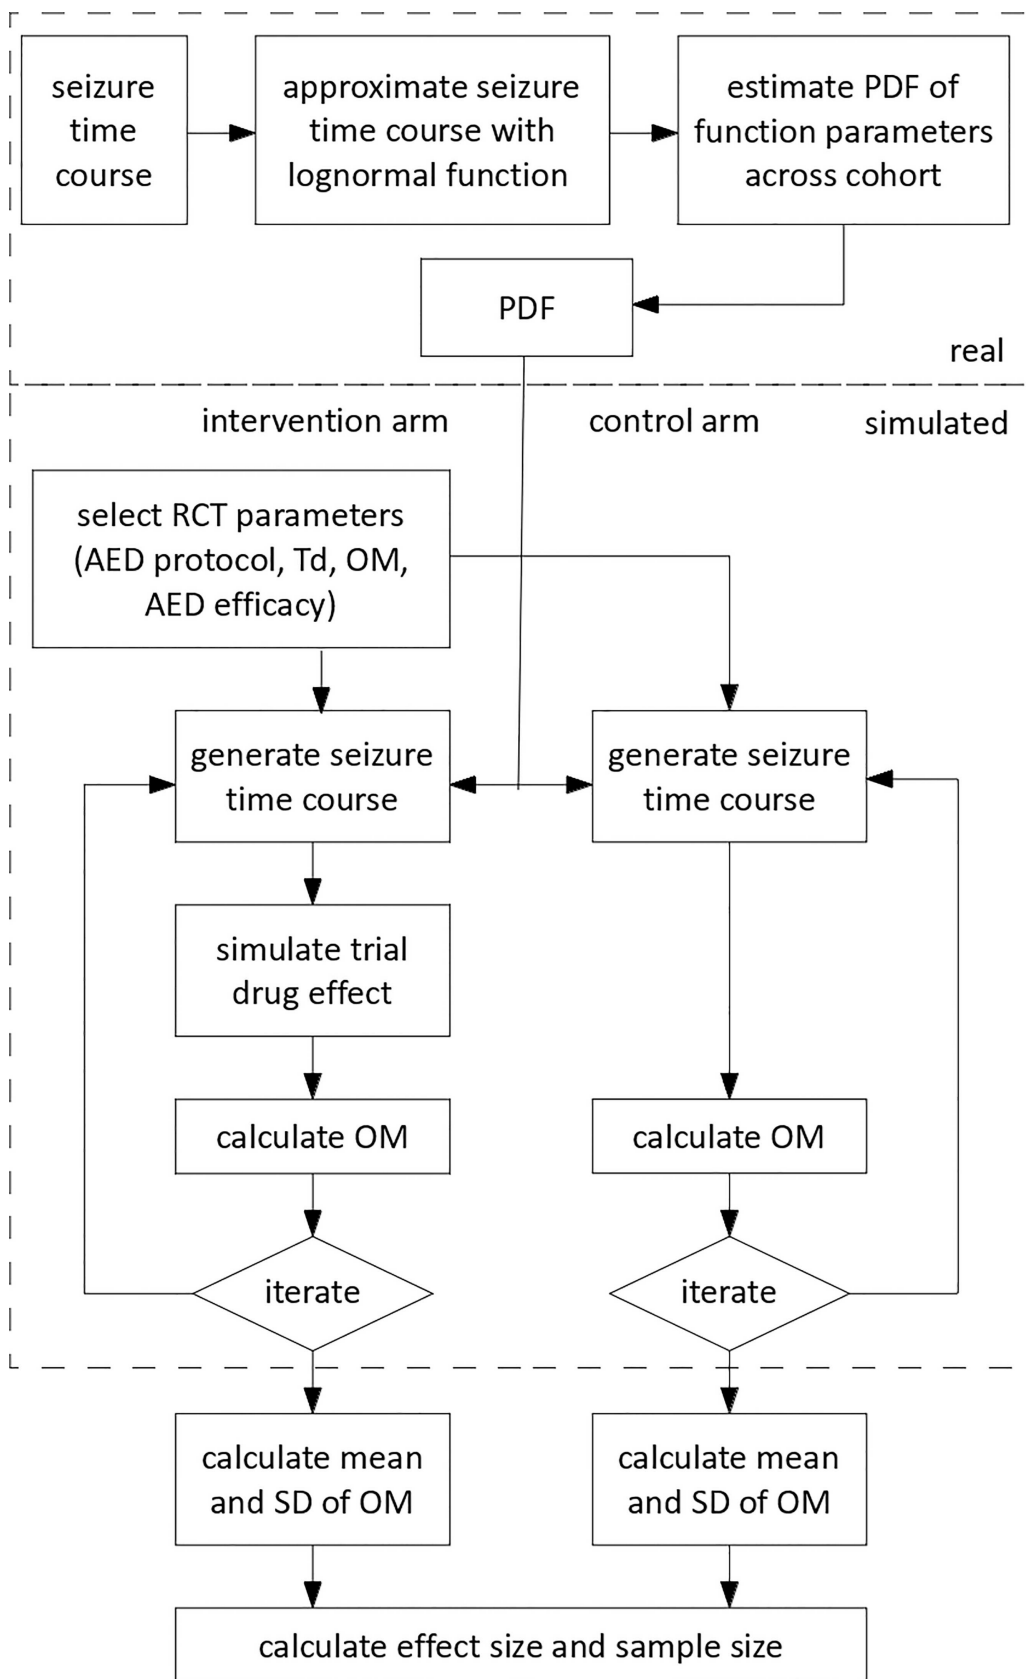 seizure
time
course
approximate seizure
time course with
lognormal function
estimate PDF of
function parameters
across cohort
PDF
real
intervention arm
control arm
simulated
select RCT parameters
(AED protocol, Td, OM,
AED efficacy)
generate seizure
time course
generate seizure
time course
simulate trial
drug effect
calculate OM
calculate OM
iterate
iterate
calculate mean
and SD of OM
calculate mean
and SD of OM
calculate effect size and sample size